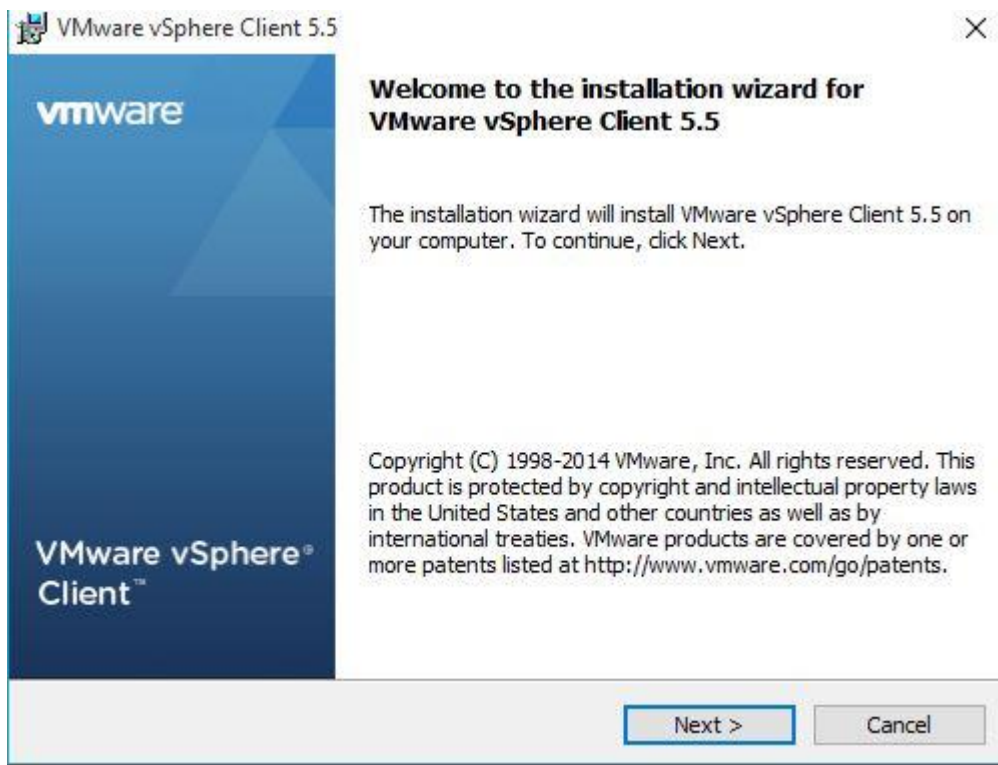 VMware vSphere Client 5.5
vmware
Welcome to the installation wizard for
VMware vSphere Client 5.5
The installation wizard will install VMware vSphere Client 5.5 on
your computer. To continue, click Next.
Copyright (C) 1998-2014 VMware, Inc. All rights reserved. This
product is protected by copyright and intellectual property laws
in the United States and other countries as well as by
international treaties. VMware products are covered by one or
more patents listed at http://www.vmware.com/go/patents.
VMware vSphere®
Client™
Next >
Cancel